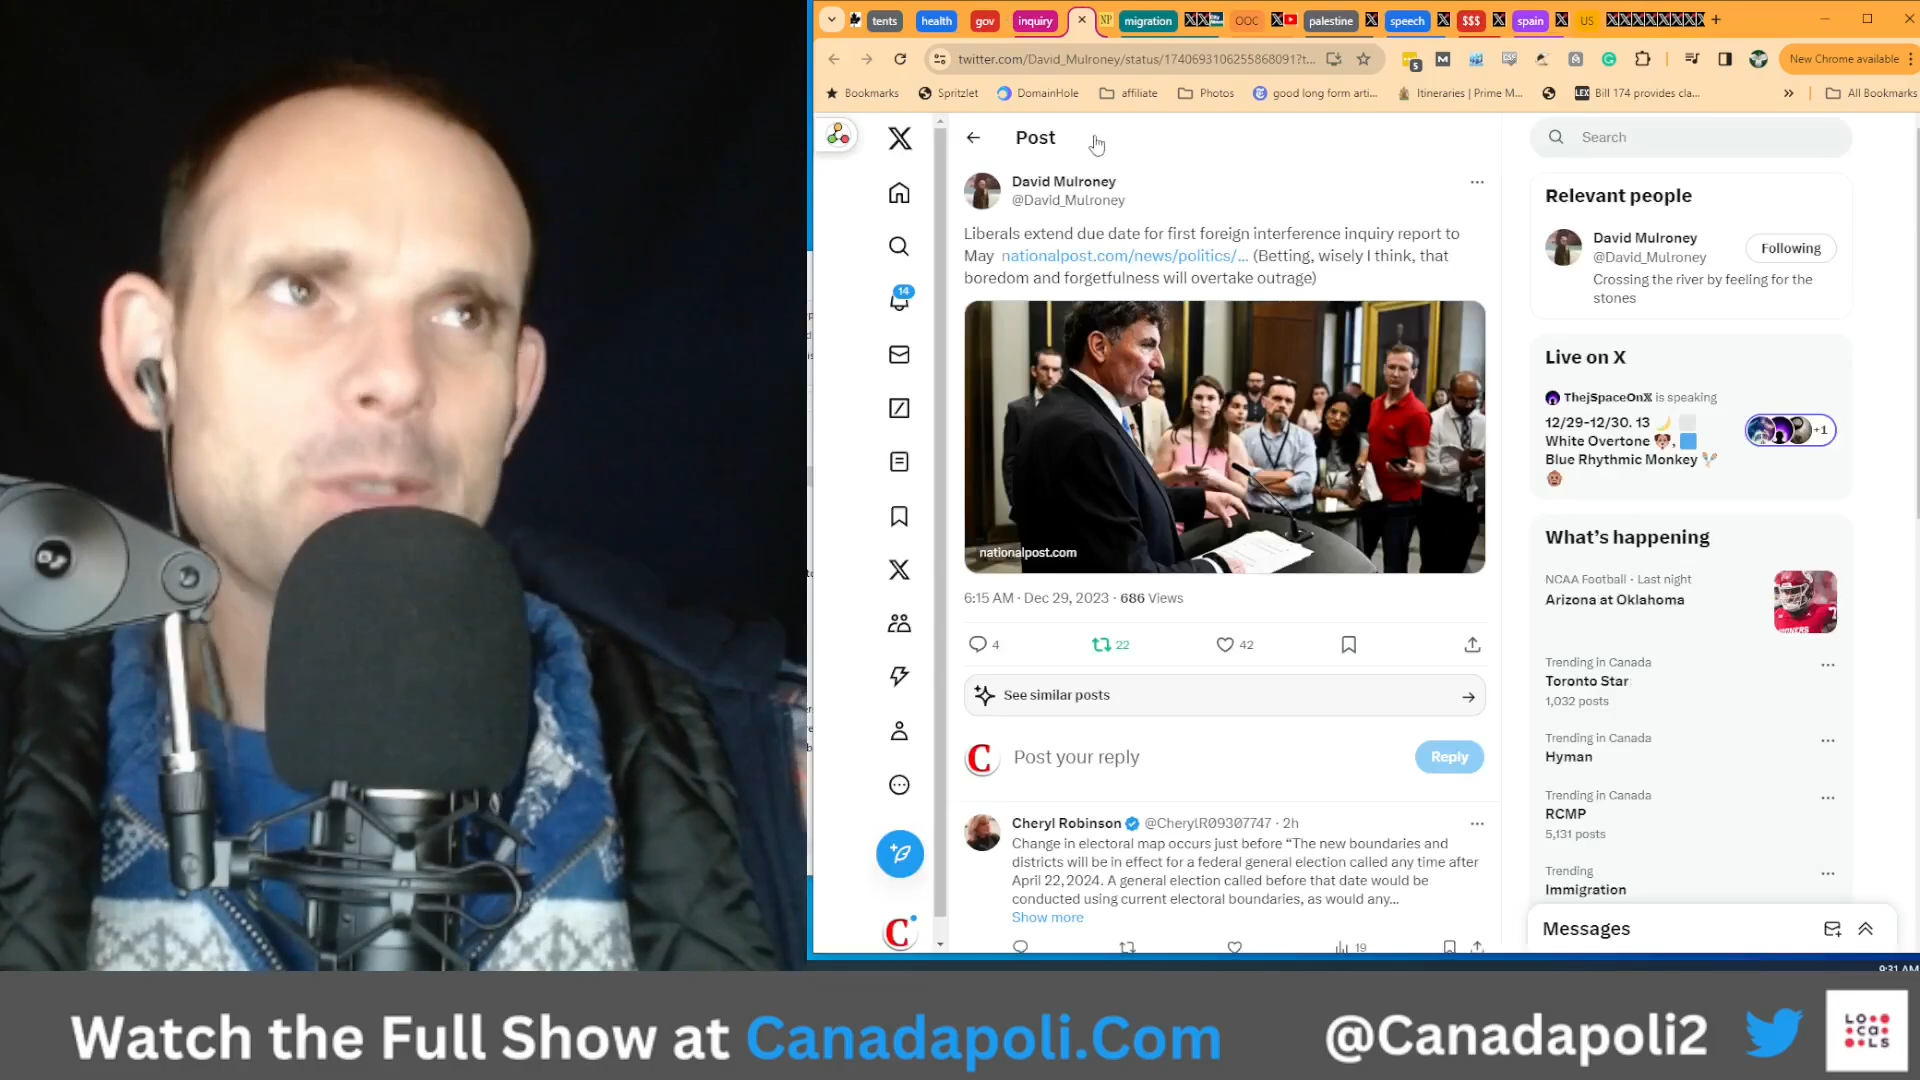 tents
health
gov
inquiry
NP
migration
OOC
palestine
speech
$$$
spain
US
twitter.com/David_Mulroney/status/1740693106255868091?t...
5
New Chrome available
Bookmarks
Spritzlet
DomainHole
affiliate
Photos
good long form arti...
Itineraries | Prime M...
LEX
Bill 174 provides cla...
All Bookmarks
Post
David Mulroney
@David_Mulroney
Liberals extend due date for first foreign interference inquiry report to
May nationalpost.com/news/politics/... (Betting, wisely I think, that
boredom and forgetfulness will overtake outrage)
nationalpost.com
6:15 AM · Dec 29, 2023 · 686 Views
4
22
42
See similar posts
C
Post your reply
Reply
Cheryl Robinson @CherylR09307747 · 2h
Change in electoral map occurs just before “The new boundaries and
districts will be in effect for a federal general election called any time after
April 22,2024. A general election called before that date would be
conducted using current electoral boundaries, as would any...
Show more
19
14
C
Search
Relevant people
David Mulroney
@David_Mulroney
Following
Crossing the river by feeling for the
stones
Live on X
ThejSpaceOnX is speaking
12/29-12/30. 13
White Overtone
Blue Rhythmic Monkey
+1
What’s happening
NCAA Football · Last night
Arizona at Oklahoma
Trending in Canada
Toronto Star
1,032 posts
Trending in Canada
Hyman
Trending in Canada
RCMP
5,131 posts
Trending
Immigration
Messages
9:31 AM
Watch the Full Show at Canadapoli.Com
@Canadapoli2
LOCALS